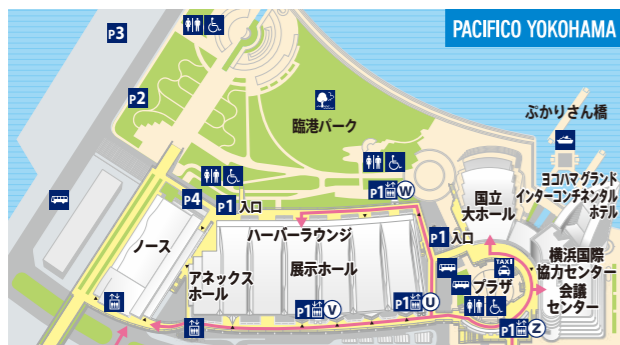 PACIFICO YOKOHAMA
P3
P2
臨港パーク
ぷかりさん橋
ヨコハマグランド
インターコンチネンタル
ホテル
P4
P1 入口
P1 W
国立
大ホール
ノース
ハーバーラウンジ
P1 入口
アネックス
ホール
展示ホール
TAXI
プラザ
横浜国際
協力センター
会議
センター
P1 V
P1 U
P1 Z